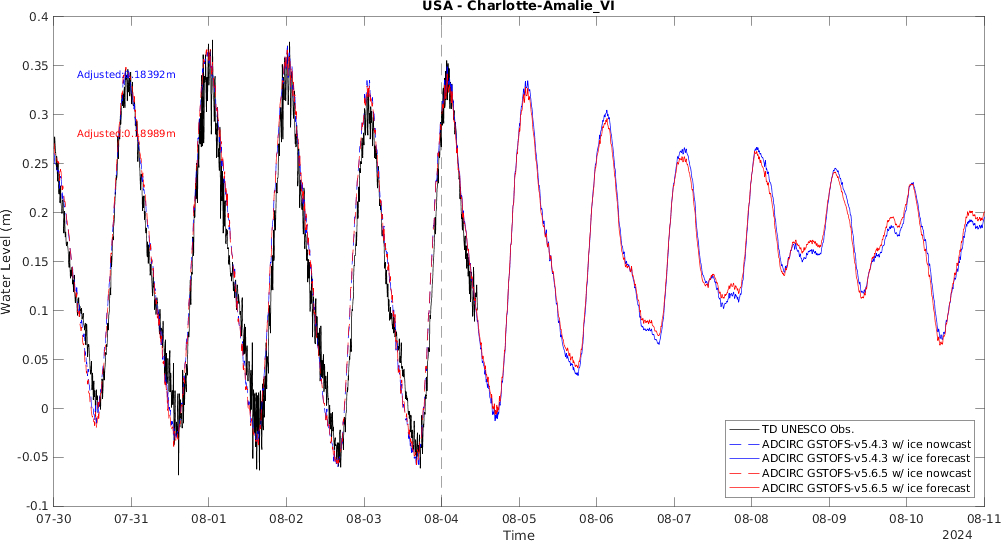 USA - Charlotte-Amalie_VI
0.4
0.35
0.3
0.25
0.2
0.15
0.1
0.05
0
-0.05
-0.1
Water Level (m)
Adjusted:0.18392m
Adjusted:0.18989m
TD UNESCO Obs.
ADCIRC GSTOFS-v5.4.3 w/ ice nowcast
ADCIRC GSTOFS-v5.4.3 w/ ice forecast
ADCIRC GSTOFS-v5.6.5 w/ ice nowcast
ADCIRC GSTOFS-v5.6.5 w/ ice forecast
07-30 07-31 08-01 08-02 08-03 08-04 08-05 08-06 08-07 08-08 08-09 08-10 08-11
Time
2024